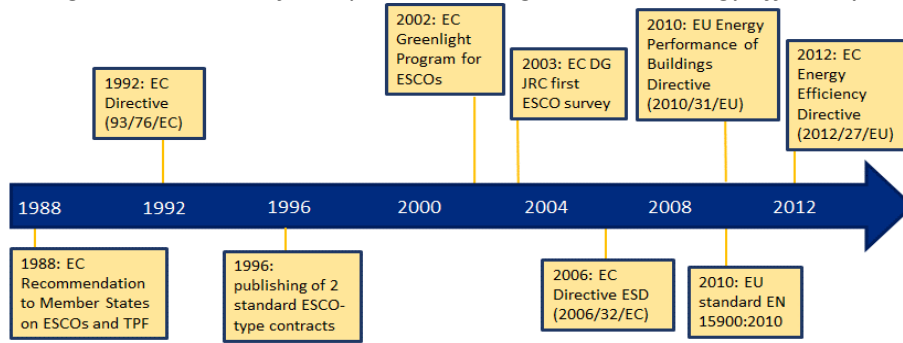 2002: EC
Greenlight
Program for
ESCOs
2010: EU Energy
Performance of
Buildings
Directive
(2010/31/EU)
2003: EC DG
JRC first
ESCO survey
2012: EC
Energy
Efficiency
Directive
(2012/27/EU)
1992: EC
Directive
(93/76/EC)
1988 1992 1996 2000 2004 2008 2012
1988: EC
Recommendation
to Member States
on ESCOs and TPF
1996:
publishing of 2
standard ESCO-
type contracts
2006: EC
Directive ESD
(2006/32/EC)
2010: EU
standard EN
15900:2010